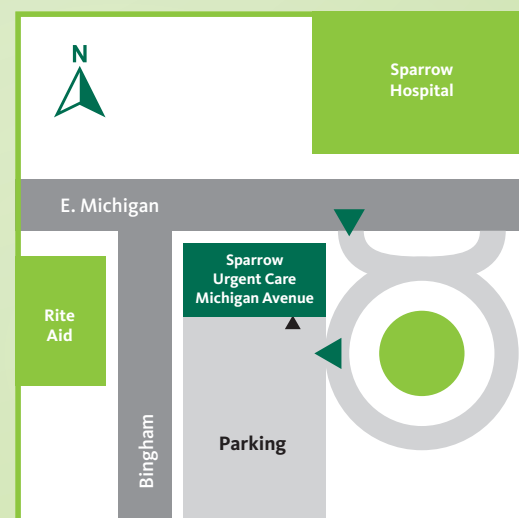 N
Sparrow
Hospital
E. Michigan
Sparrow
Urgent Care
Michigan Avenue
Rite
Aid
Parking
Bingham